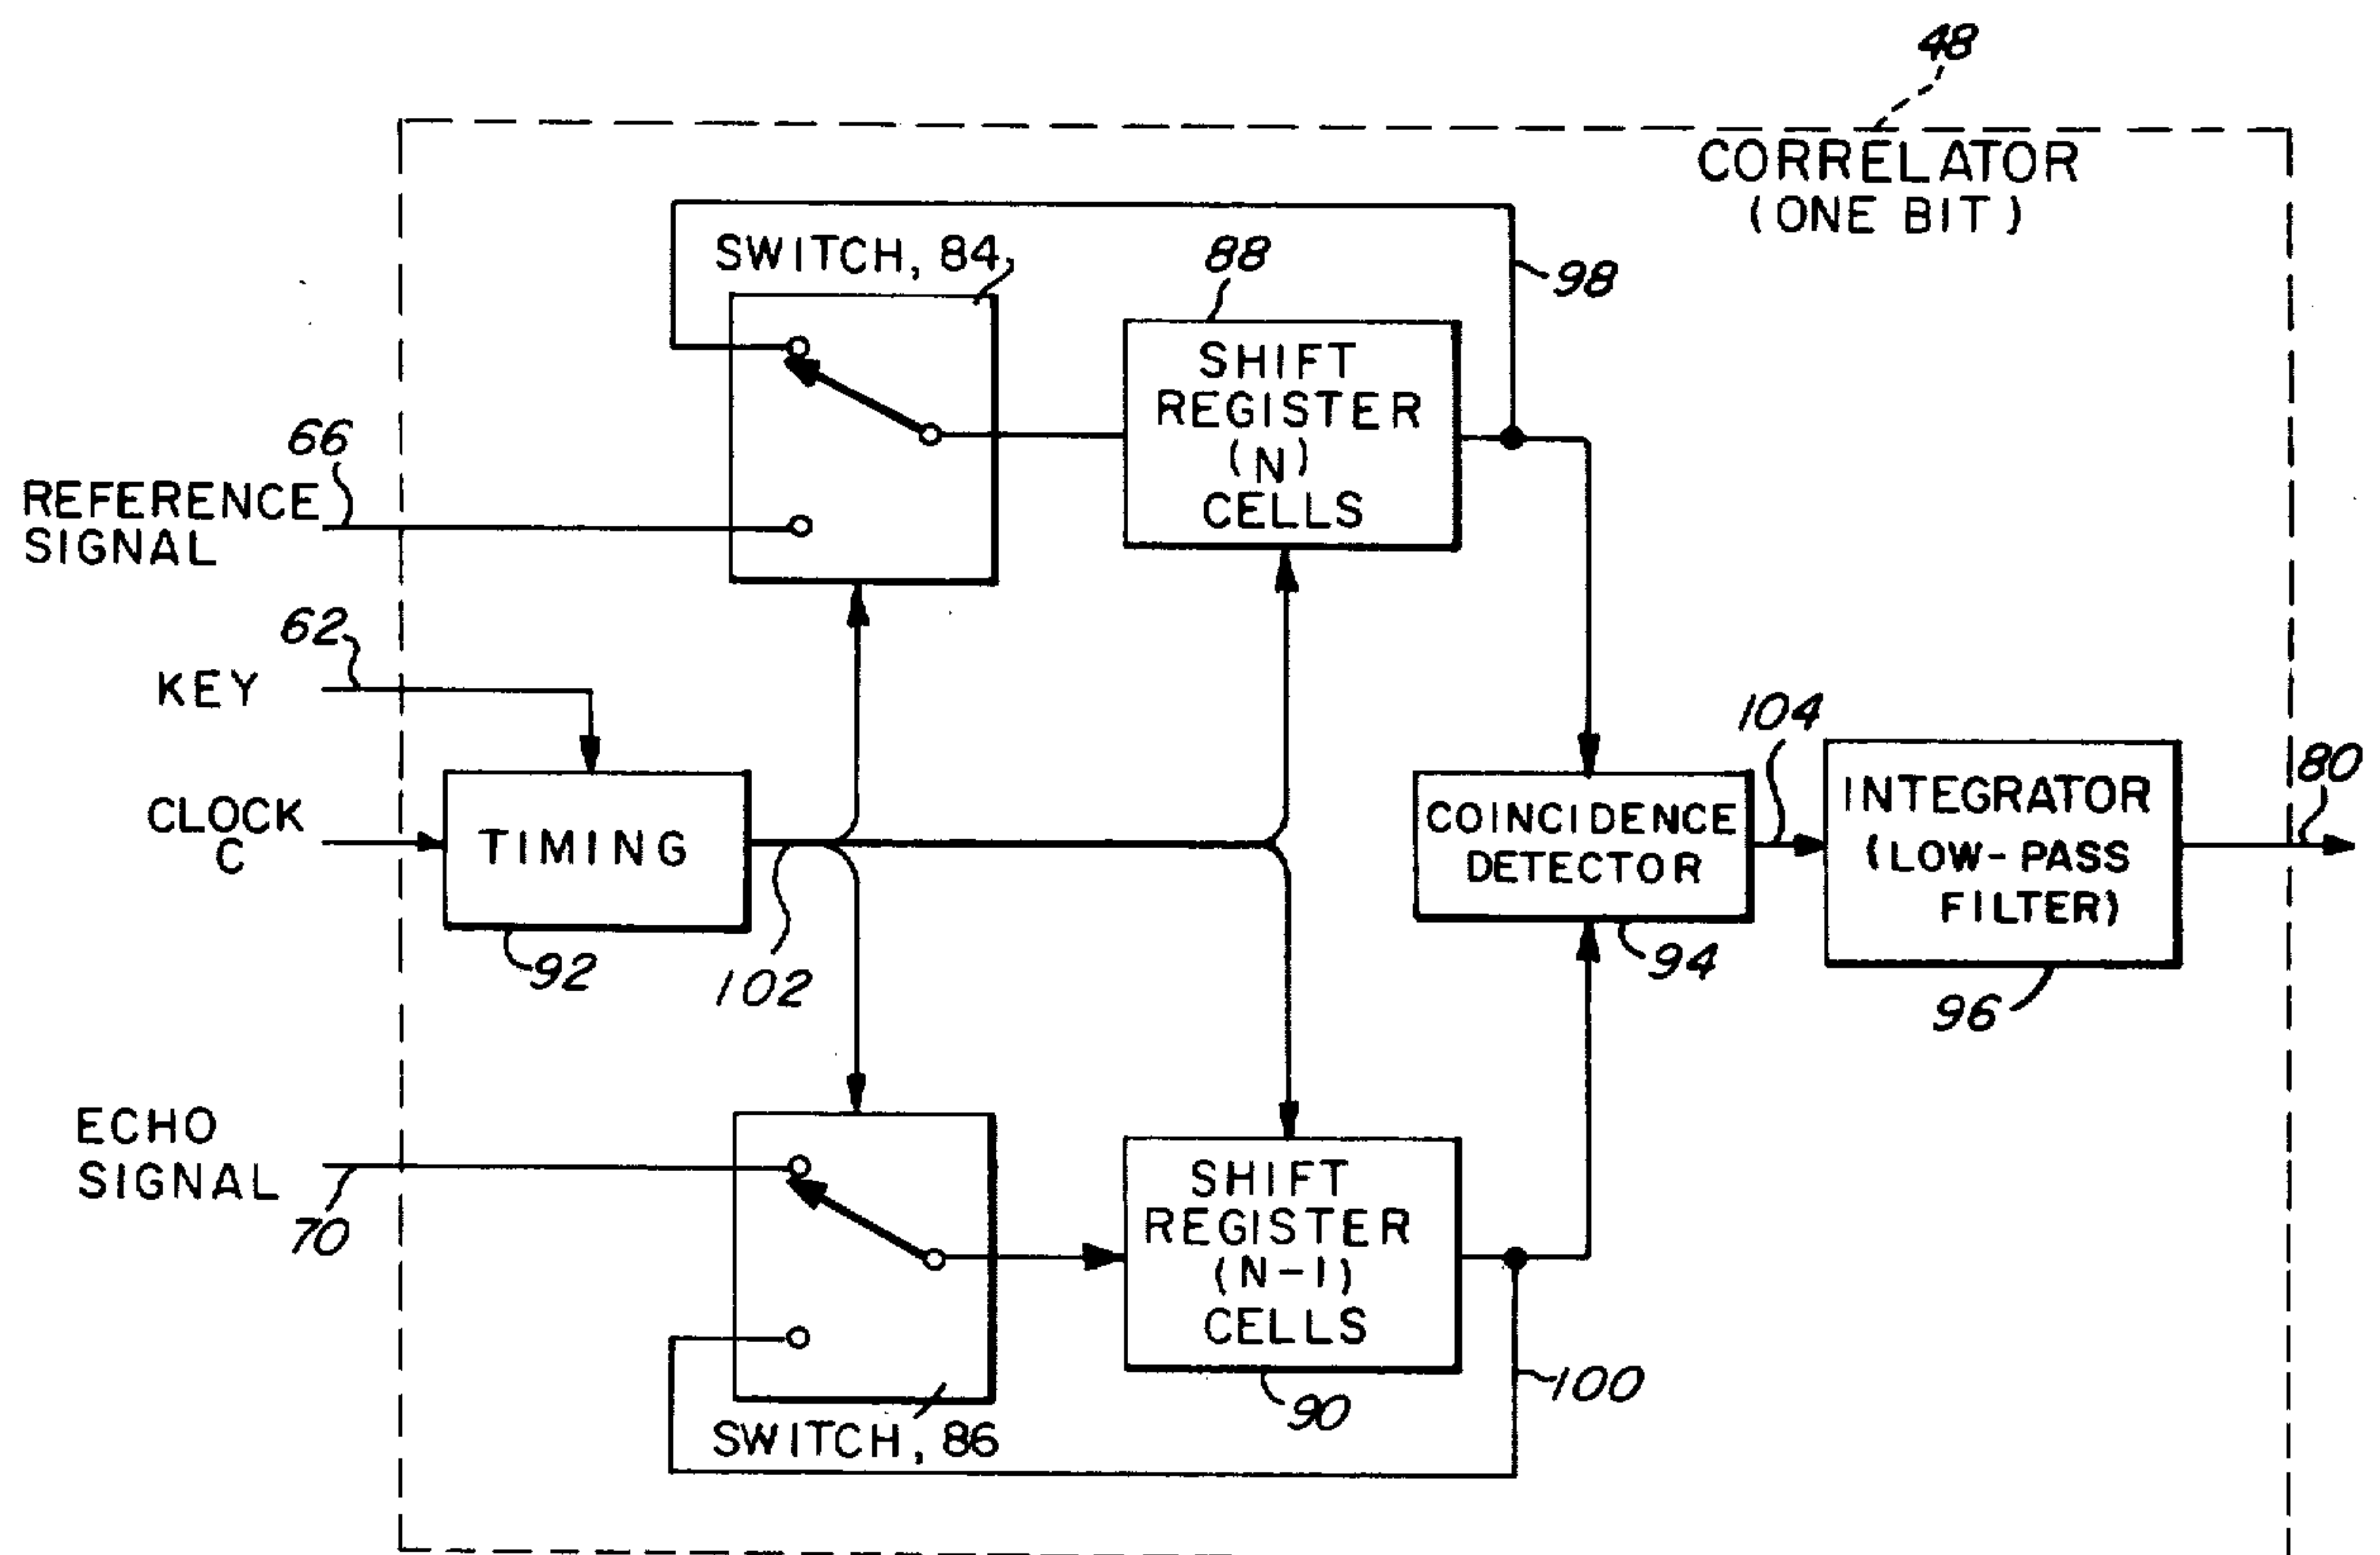 48
CORRELATOR
(ONE BIT)
SWITCH, 84
88
98
SHIFT
REGISTER
(N)
CELLS
66
REFERENCE
SIGNAL
62
KEY
CLOCK
C
TIMING
92
102
COINCIDENCE
DETECTOR
94
104
INTEGRATOR
(LOW-PASS
FILTER)
96
80
ECHO
SIGNAL
70
SHIFT
REGISTER
(N-1)
CELLS
90
100
SWITCH, 86